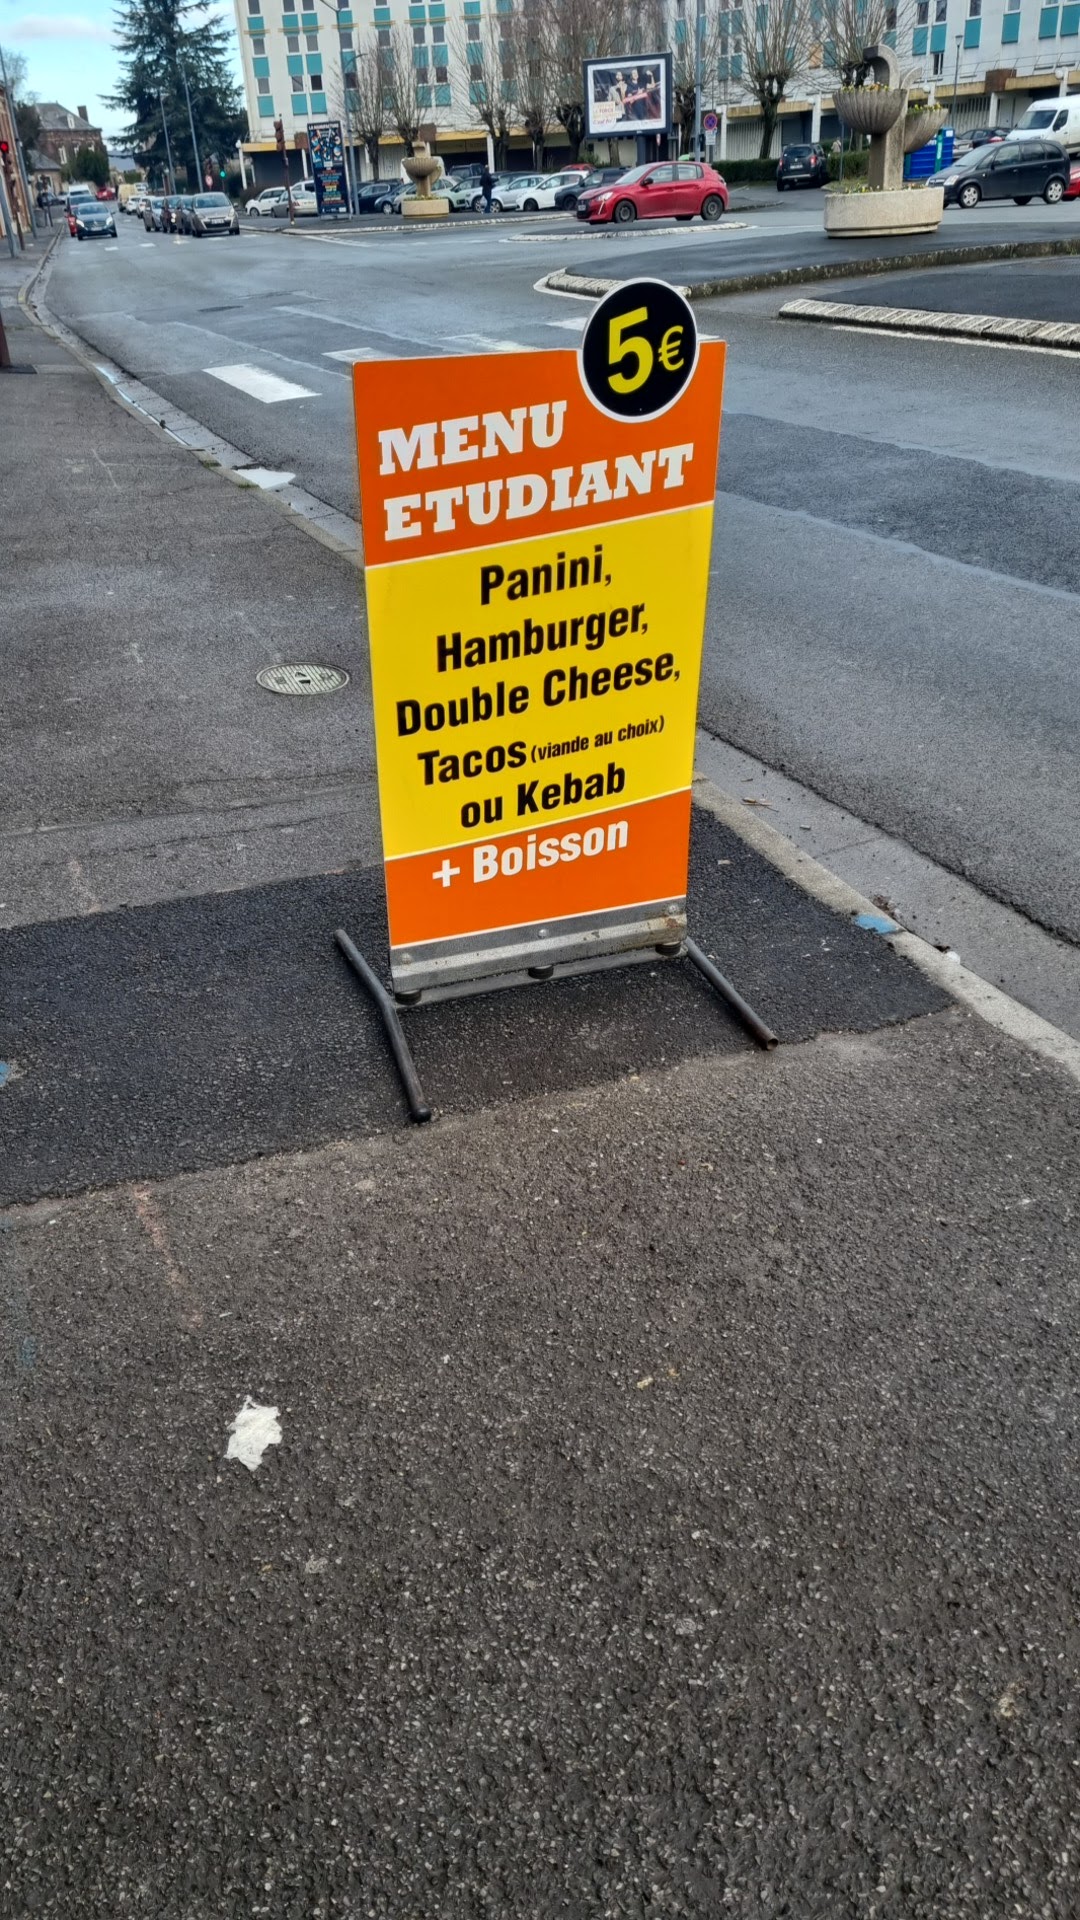 5€
MENU
ETUDIANT
Panini,
Hamburger,
Double Cheese,
Tacos (viande au choix)
ou Kebab
+ Boisson